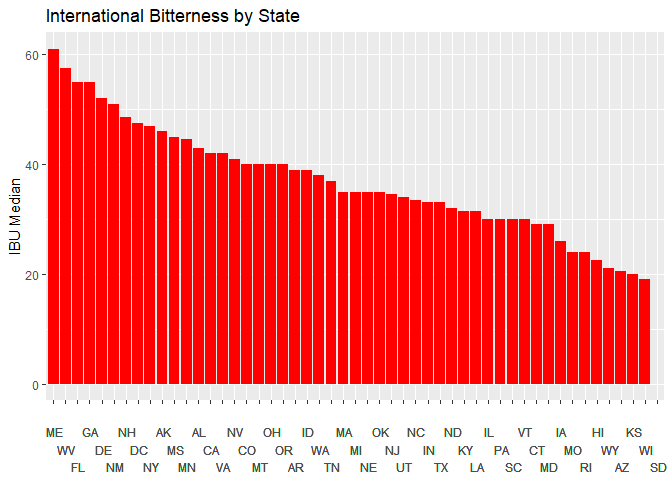 International Bitterness by State
60
40
20
0
IBU Median
ME GA NH AK AL NV OH ID MA OK NC ND IL VT IA HI KS
WV DE DC MS CA CO OR WA MI NJ IN KY PA CT MO WY WI
FL NM NY MN VA MT AR TN NE UT TX LA SC MD RI AZ SD